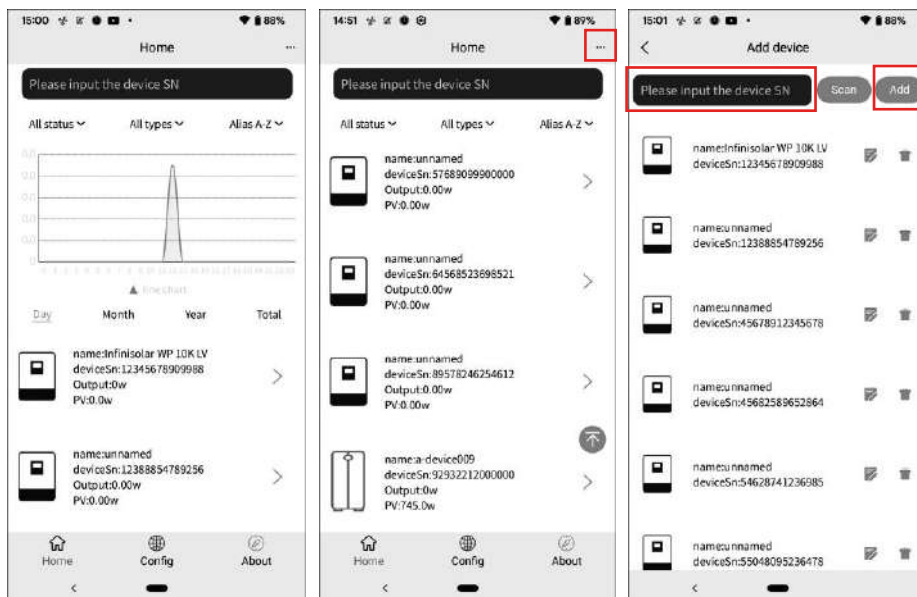 15:00
88%
Home
...
Please input the device SN
All status
All types
Alias A-Z
Day
Month
Year
Total
name:Infinisolar WP 10K LV
deviceSn:12345678909988
Output:0w
PV:0.0w
name:unnamed
deviceSn:12388854789256
Output:0.00w
PV:0.00w
Home
Config
About
14:51
89%
Home
...
Please input the device SN
All status
All types
Alias A-Z
name:unnamed
deviceSn:57689099900000
Output:0.00w
PV:0.00w
name:unnamed
deviceSn:64568523698521
Output:0.00w
PV:0.00w
name:unnamed
deviceSn:89578246254612
Output:0.00w
PV:0.00w
name:a-device009
deviceSn:92932212000000
Output:0w
PV:745.0w
Home
Config
About
15:01
88%
Add device
Please input the device SN
Scan
Add
name:Infinisolar WP 10K LV
deviceSn:12345678909988
name:unnamed
deviceSn:12388854789256
name:unnamed
deviceSn:45678912345678
name:unnamed
deviceSn:45682589652864
name:unnamed
deviceSn:54628741236985
name:unnamed
deviceSn:55048095236478